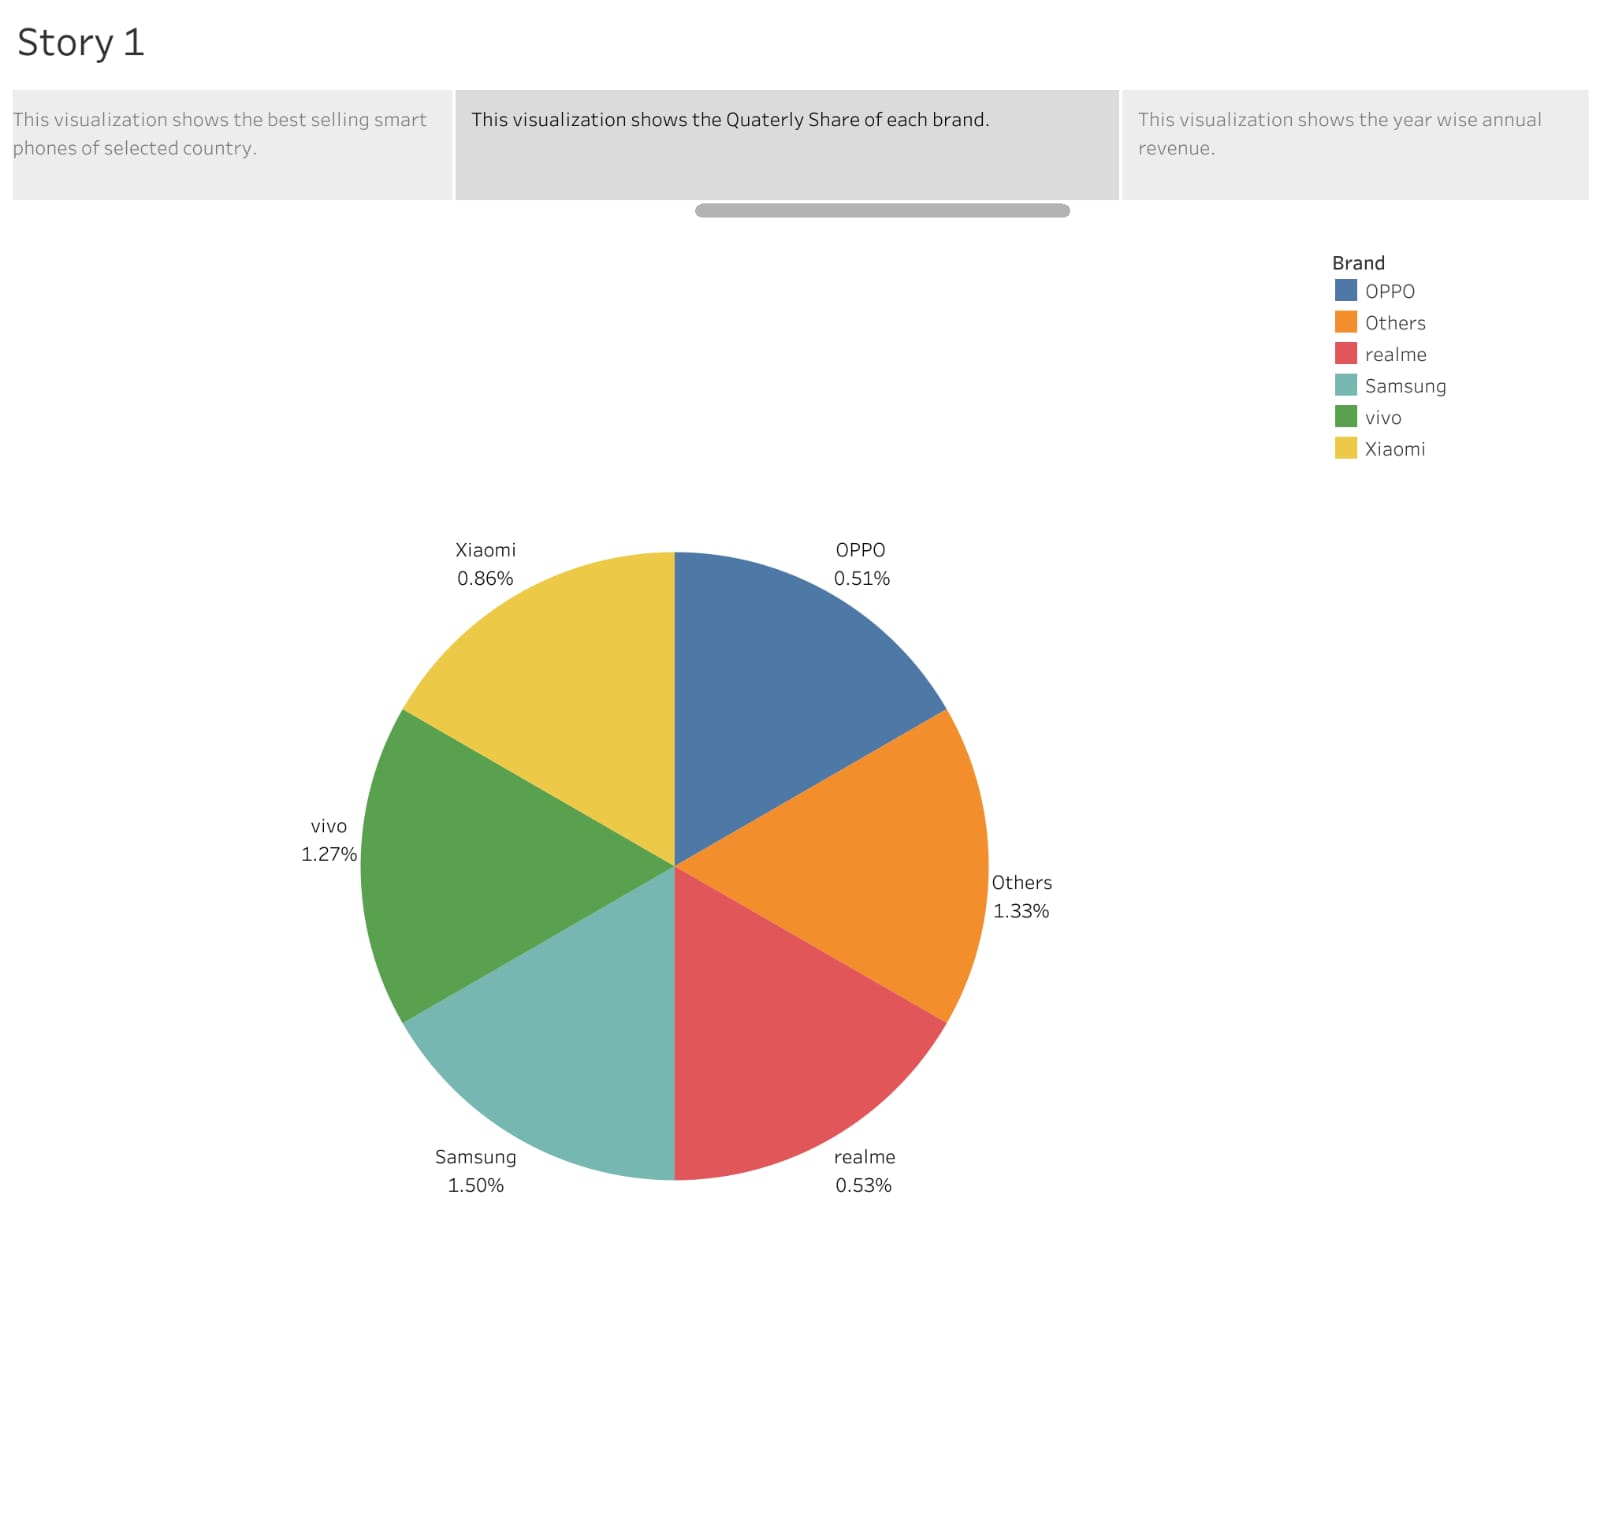 Story 1
This visualization shows the best selling smart
phones of selected country.
This visualization shows the Quaterly Share of each brand.
This visualization shows the year wise annual
revenue.
Brand
OPPO
Others
realme
Samsung
vivo
Xiaomi
Xiaomi
0.86%
OPPO
0.51%
vivo
1.27%
Others
1.33%
Samsung
1.50%
realme
0.53%